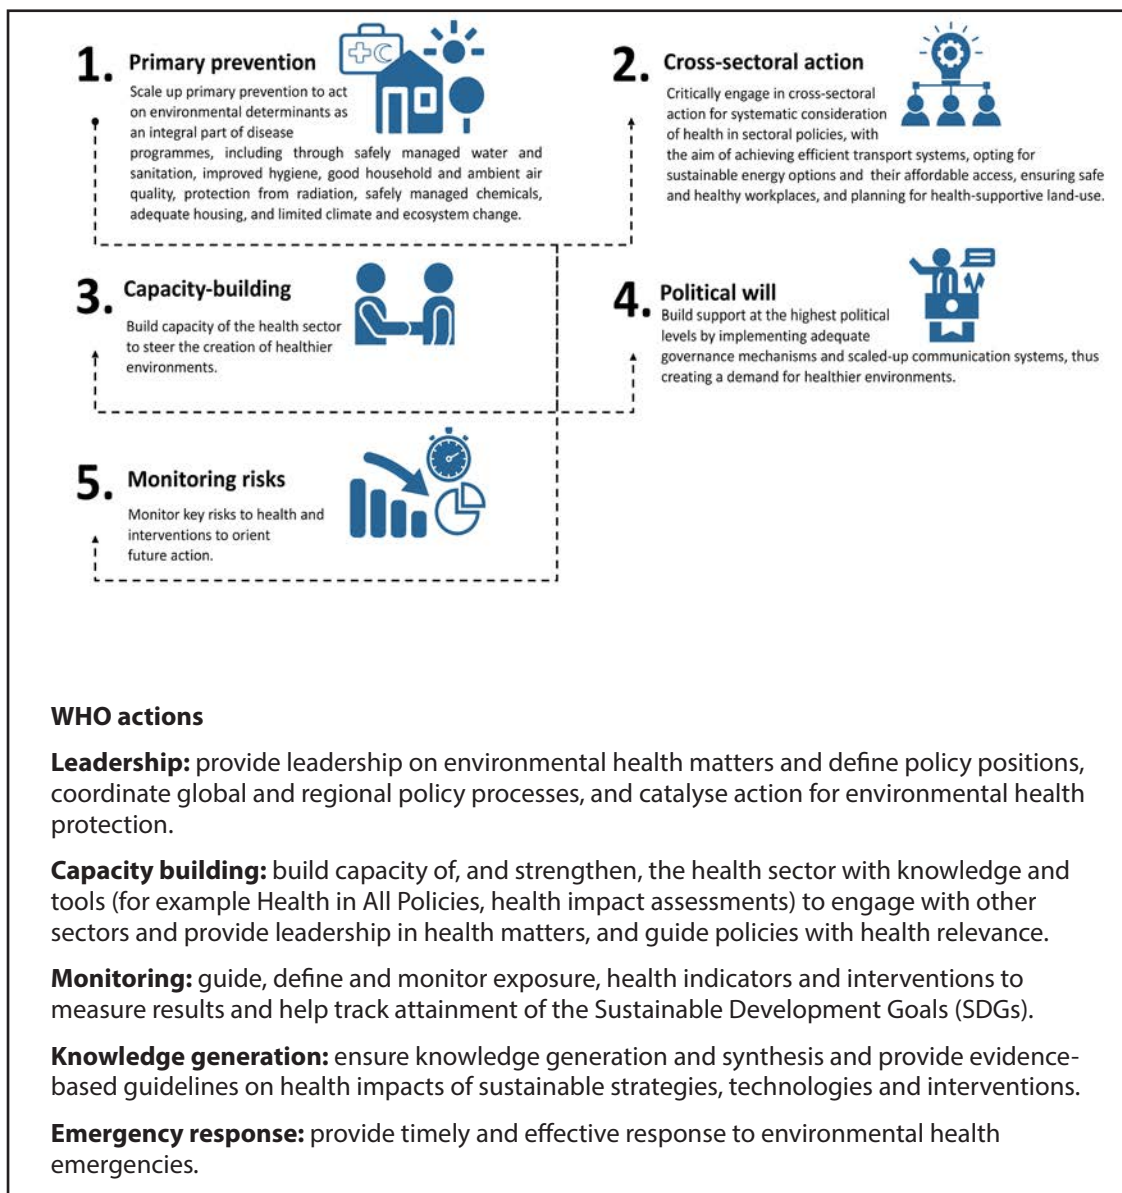 1. Primary prevention
Scale up primary prevention to act
on environmental determinants as
an integral part of disease
programmes, including through safely managed water and
sanitation, improved hygiene, good household and ambient air
quality, protection from radiation, safely managed chemicals,
adequate housing, and limited climate and ecosystem change.
2. Cross-sectoral action
Critically engage in cross-sectoral
action for systematic consideration
of health in sectoral policies, with
the aim of achieving efficient transport systems, opting for
sustainable energy options and their affordable access, ensuring safe
and healthy workplaces, and planning for health-supportive land-use.
3. Capacity-building
Build capacity of the health sector
to steer the creation of healthier
environments.
4. Political will
Build support at the highest political
levels by implementing adequate
governance mechanisms and scaled-up communication systems, thus
creating a demand for healthier environments.
5. Monitoring risks
Monitor key risks to health and
interventions to orient
future action.
WHO actions
Leadership: provide leadership on environmental health matters and define policy positions,
coordinate global and regional policy processes, and catalyse action for environmental health
protection.
Capacity building: build capacity of, and strengthen, the health sector with knowledge and
tools (for example Health in All Policies, health impact assessments) to engage with other
sectors and provide leadership in health matters, and guide policies with health relevance.
Monitoring: guide, define and monitor exposure, health indicators and interventions to
measure results and help track attainment of the Sustainable Development Goals (SDGs).
Knowledge generation: ensure knowledge generation and synthesis and provide evidence-
based guidelines on health impacts of sustainable strategies, technologies and interventions.
Emergency response: provide timely and effective response to environmental health
emergencies.